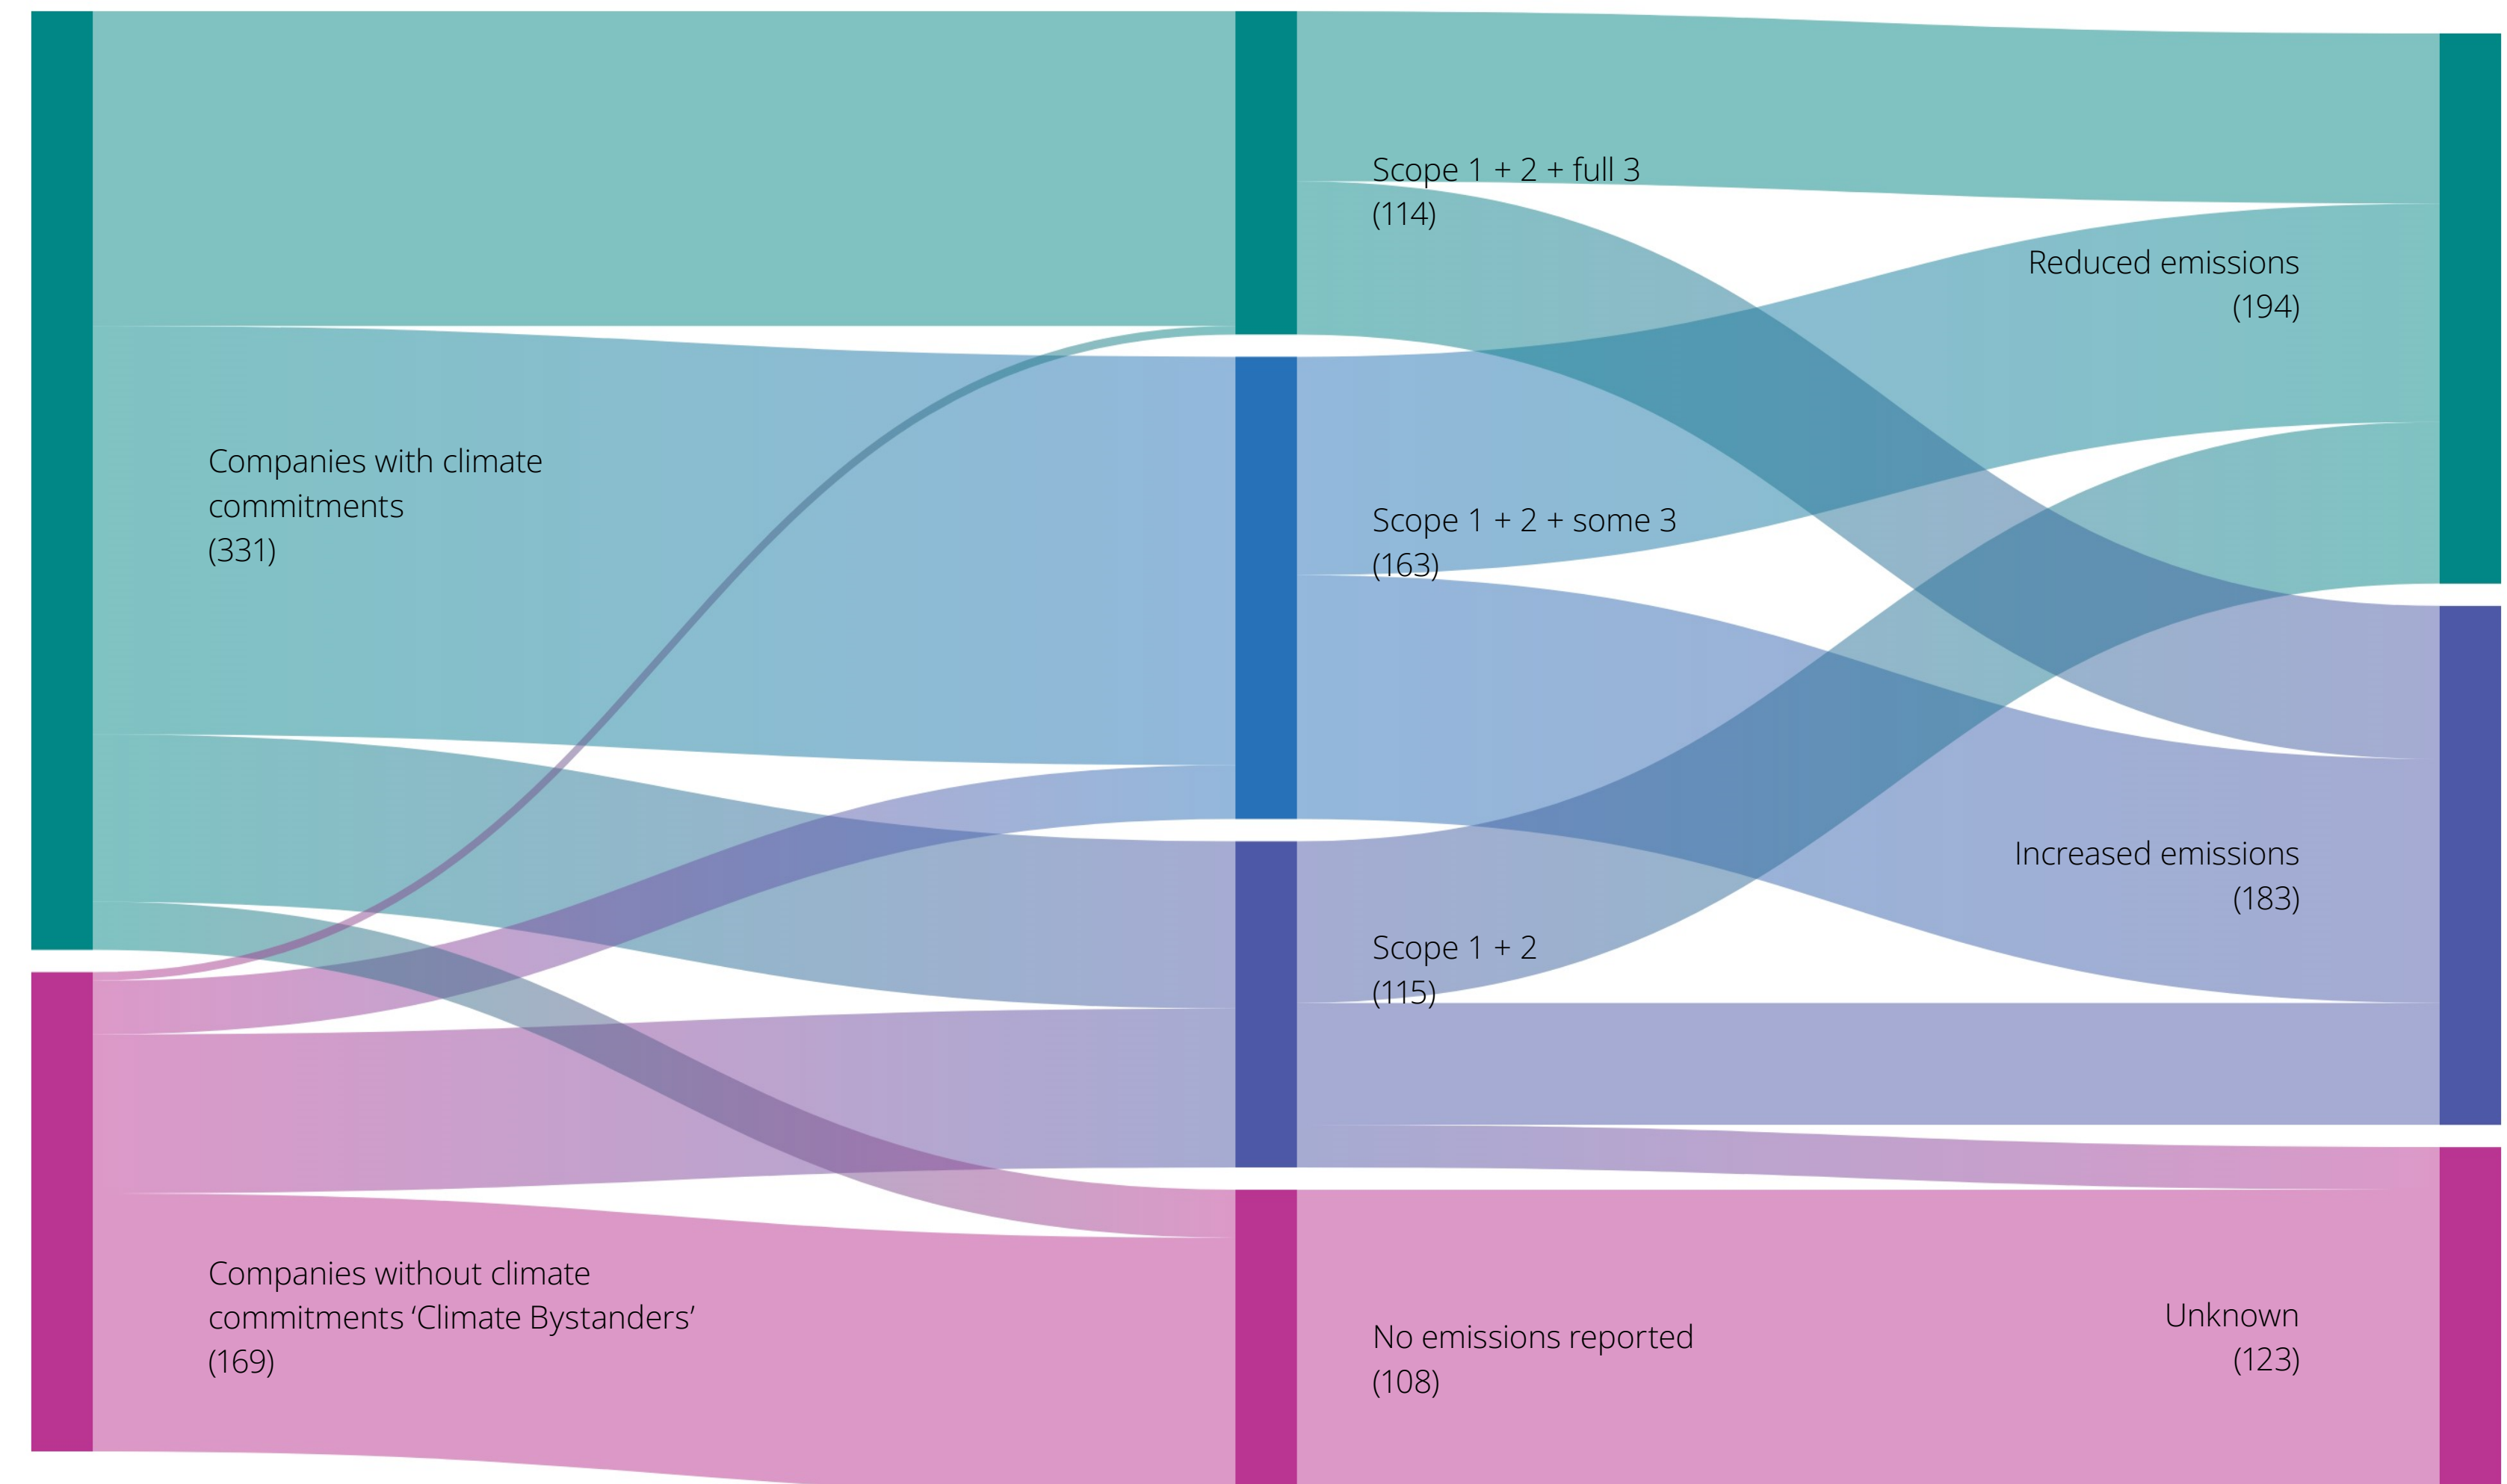 Companies with climate
commitments
(331)
Companies without climate
commitments ‘Climate Bystanders’
(169)
Scope 1 + 2 + full 3
(114)
Scope 1 + 2 + some 3
(163)
Scope 1 + 2
(115)
No emissions reported
(108)
Reduced emissions
(194)
Increased emissions
(183)
Unknown
(123)